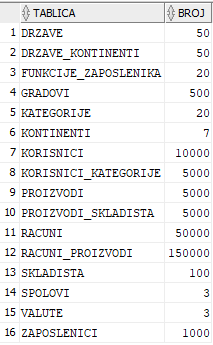 TABLICA BROJ
1 DRZAVE 50
2 DRZAVE_KONTINENTI 50
3 FUNKCIJE_ZAPOSLENIKA 20
4 GRADOVI 500
5 KATEGORIJE 20
6 KONTINENTI 7
7 KORISNICI 10000
8 KORISNICI_KATEGORIJE 5000
9 PROIZVODI 5000
10 PROIZVODI_SKLADISTA 5000
11 RACUNI 50000
12 RACUNI_PROIZVODI 150000
13 SKLADISTA 100
14 SPOLOVI 3
15 VALUTE 3
16 ZAPOSLENICI 1000